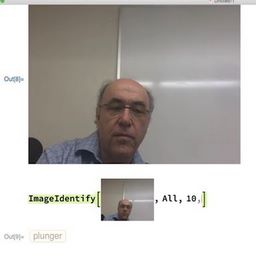 Out[8]=
ImageIdentify[ , All, 10,]
Out[9]= plunger